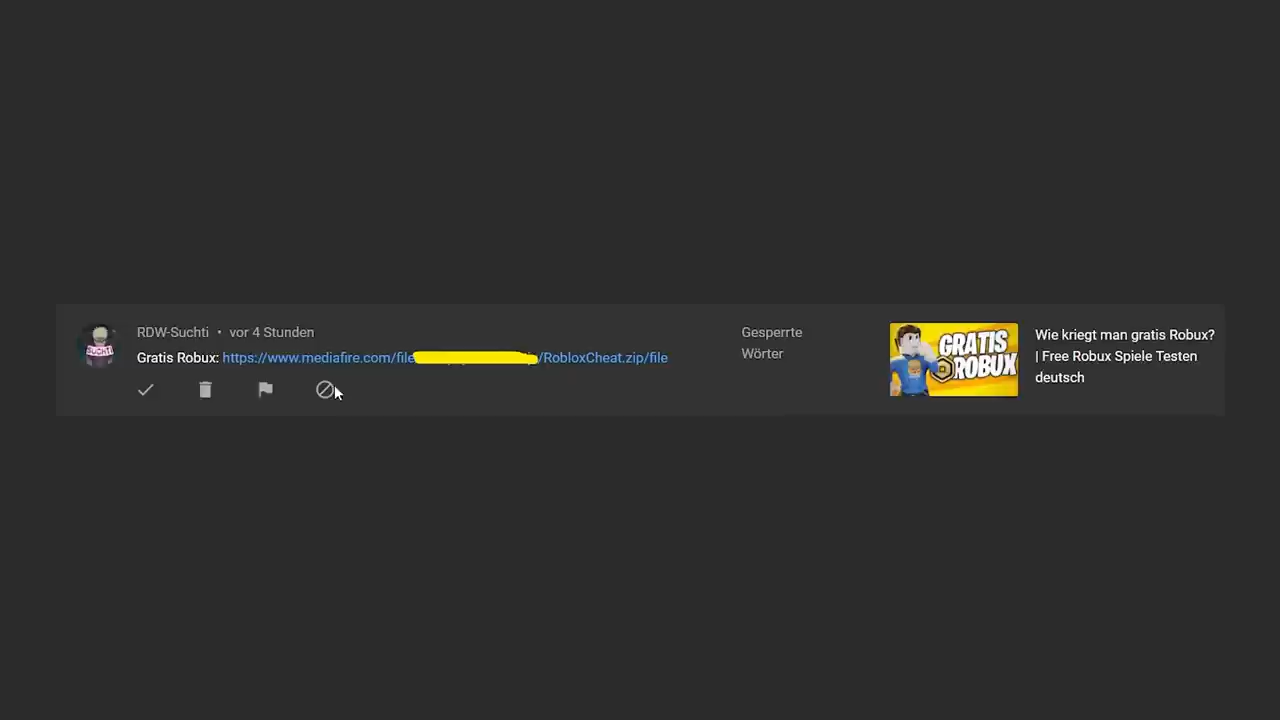 RDW-Suchti • vor 4 Stunden
Gratis Robux: https://www.mediafire.com/file /RobloxCheat.zip/file
Gesperrte
Wörter
SUCHTI
GRATIS
ROBUX
Wie kriegt man gratis Robux?
| Free Robux Spiele Testen
deutsch